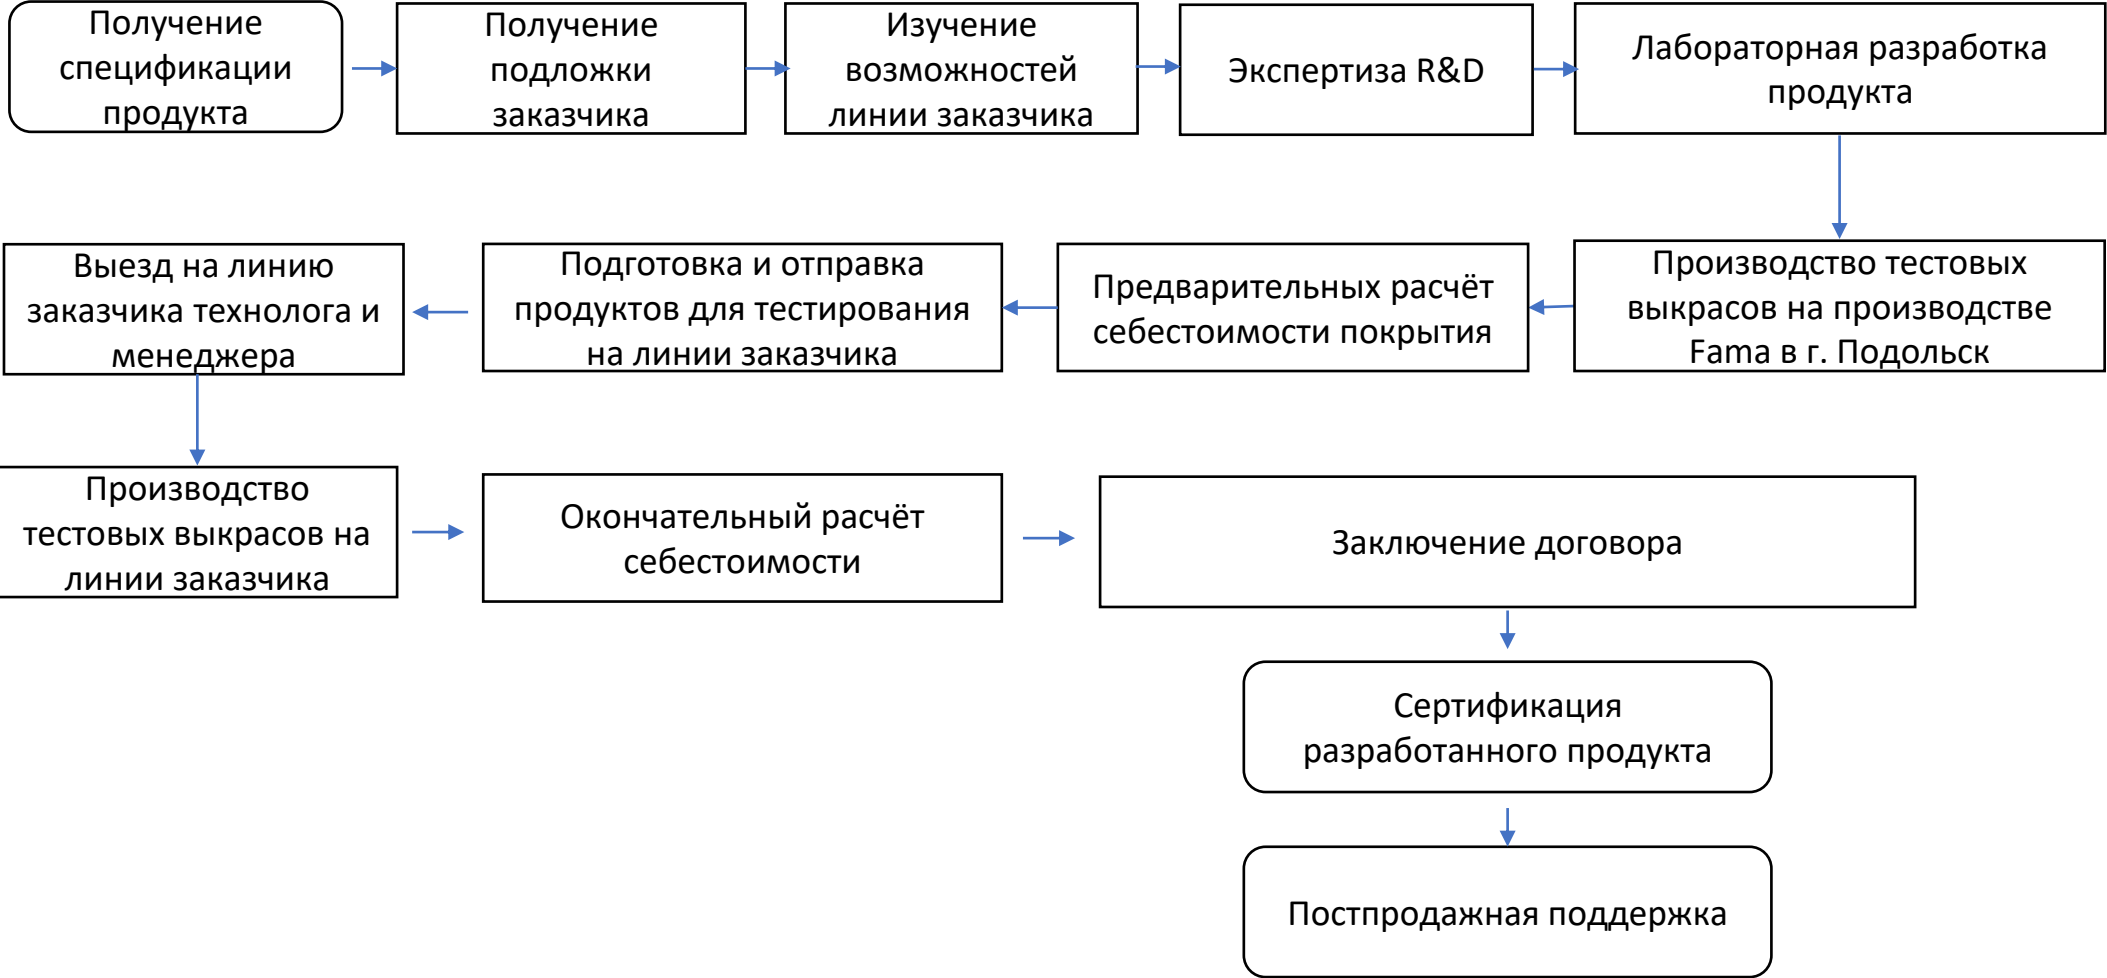 Получение
спецификации
продукта
Получение
подложки
заказчика
Изучение
возможностей
линии заказчика
Экспертиза R&D
Лабораторная разработка
продукта
Производство тестовых
выкрасов на производстве
Fama в г. Подольск
Предварительных расчёт
себестоимости покрытия
Подготовка и отправка
продуктов для тестирования
на линии заказчика
Выезд на линию
заказчика технолога и
менеджера
Производство
тестовых выкрасов на
линии заказчика
Окончательный расчёт
себестоимости
Заключение договора
Сертификация
разработанного продукта
Постпродажная поддержка